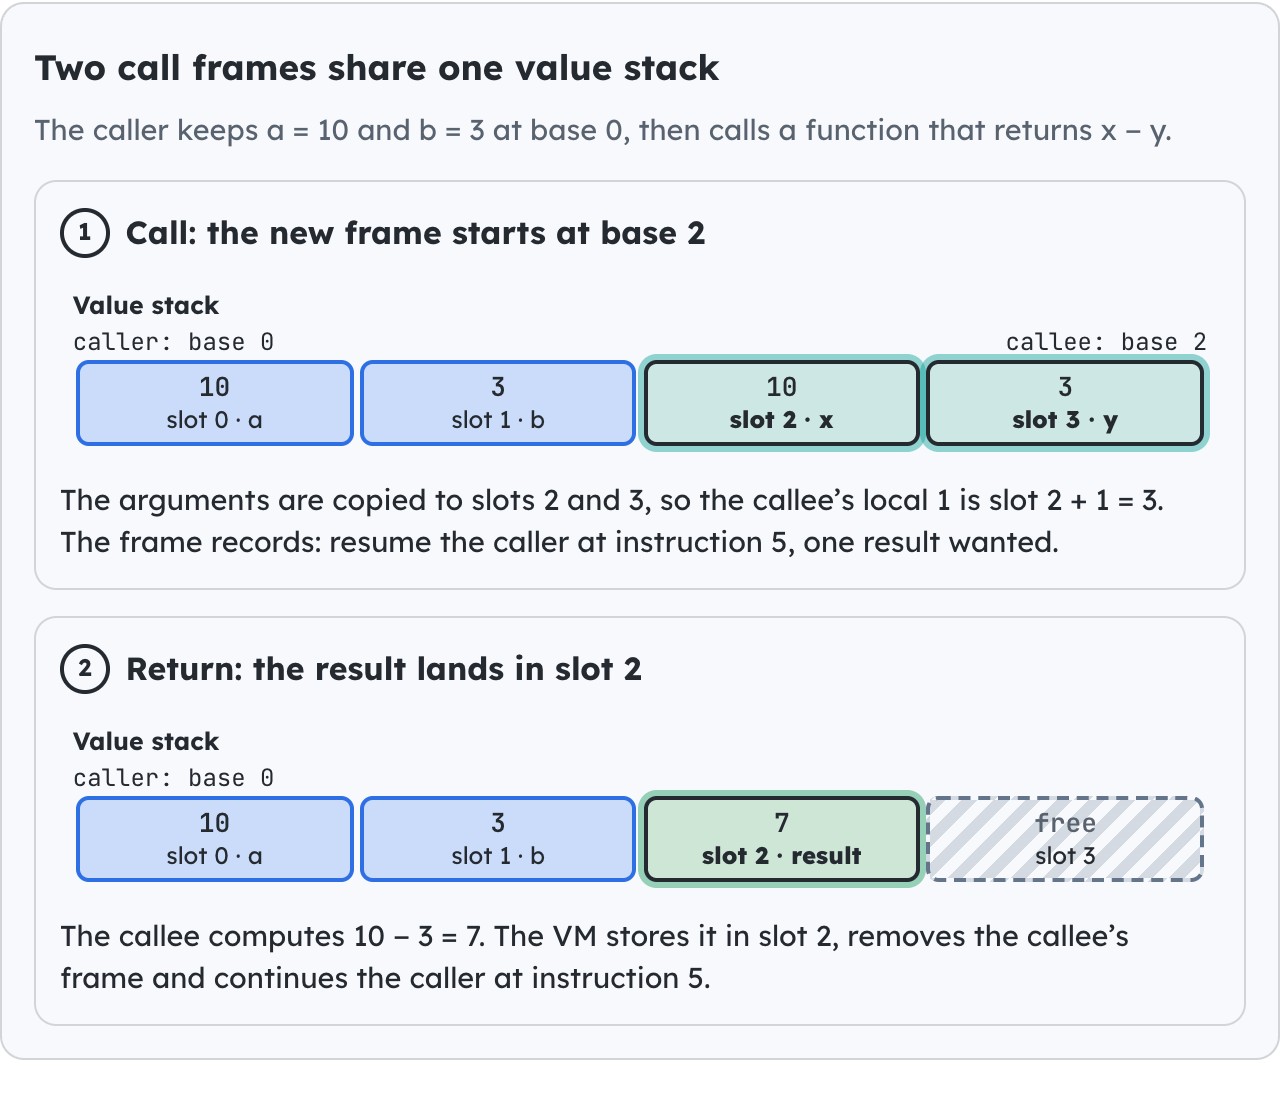 Two call frames share one value stack
The caller keeps a = 10 and b = 3 at base 0, then calls a function that returns x − y.
1 Call: the new frame starts at base 2
Value stack
caller: base 0 callee: base 2
10 3 10 3
slot 0 · a slot 1 · b slot 2 · x slot 3 · y
The arguments are copied to slots 2 and 3, so the callee’s local 1 is slot 2 + 1 = 3.
The frame records: resume the caller at instruction 5, one result wanted.
2 Return: the result lands in slot 2
Value stack
caller: base 0
10 3 7 free
slot 0 · a slot 1 · b slot 2 · result slot 3
The callee computes 10 − 3 = 7. The VM stores it in slot 2, removes the callee’s
frame and continues the caller at instruction 5.